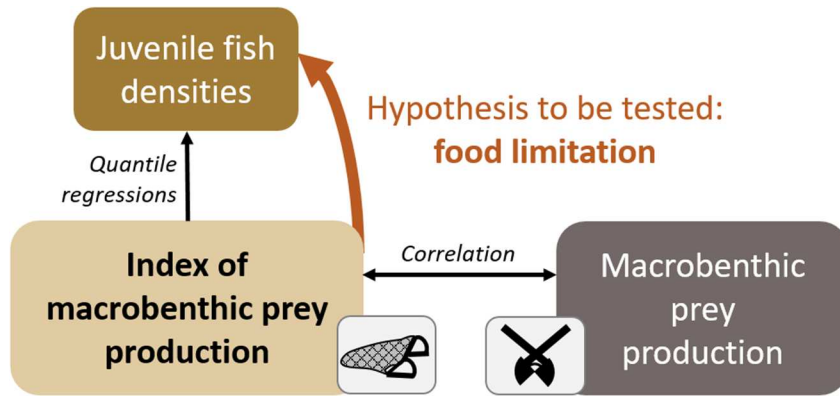 Juvenile fish
densities
Hypothesis to be tested:
food limitation
Quantile
regressions
Index of
macrobenthic prey
production
Correlation
Macrobenthic
prey
production